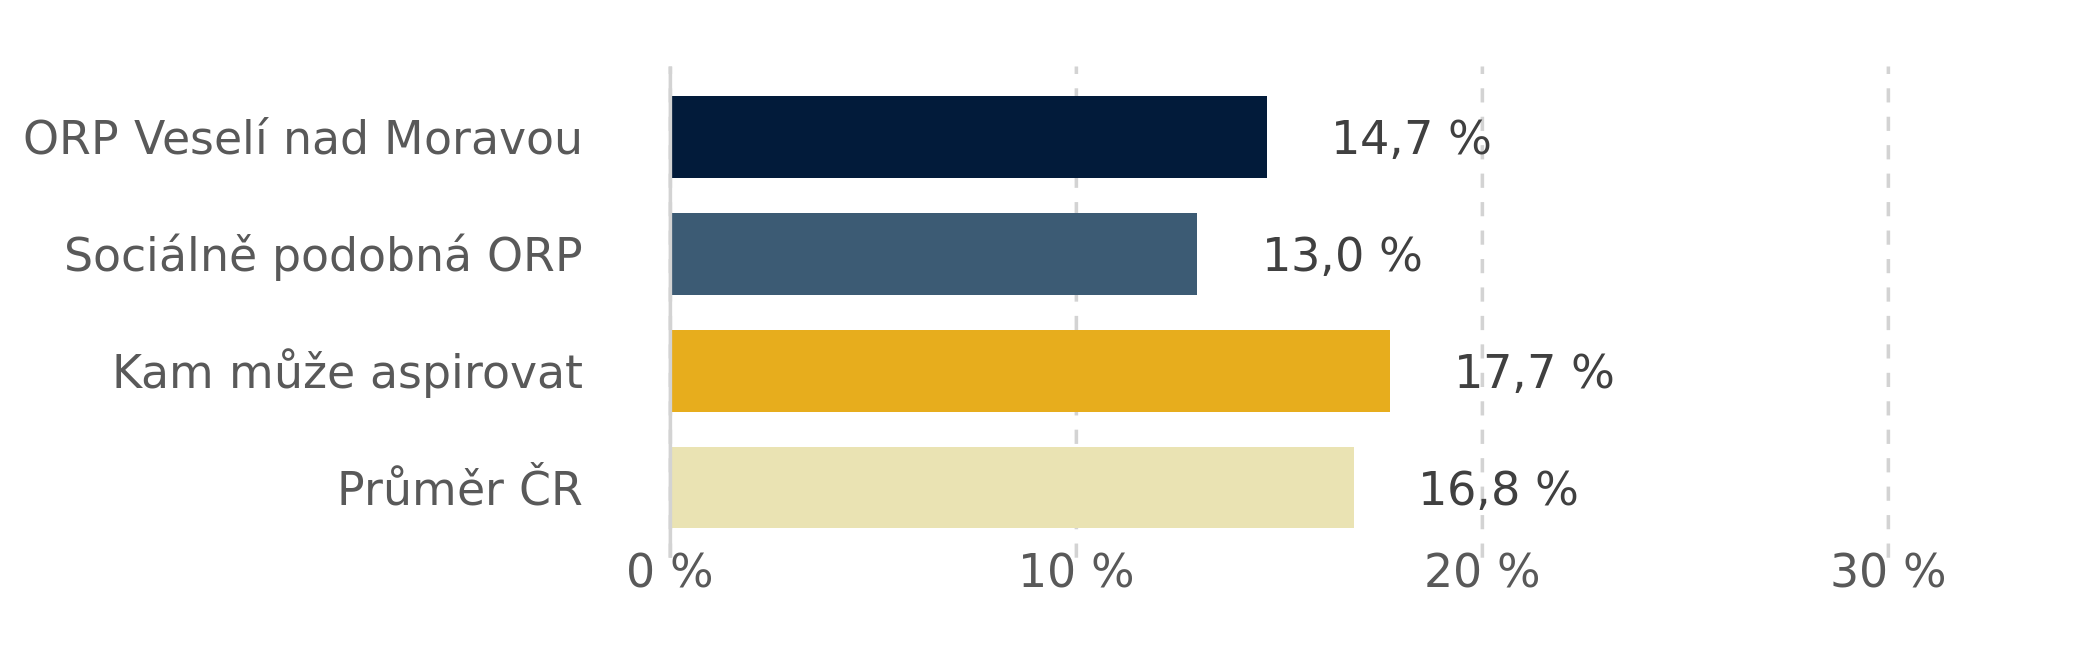 ORP Veselí nad Moravou 14,7 %
Sociálně podobná ORP 13,0 %
Kam může aspirovat 17,7 %
Průměr ČR 16,8 %
0 % 10 % 20 % 30 %